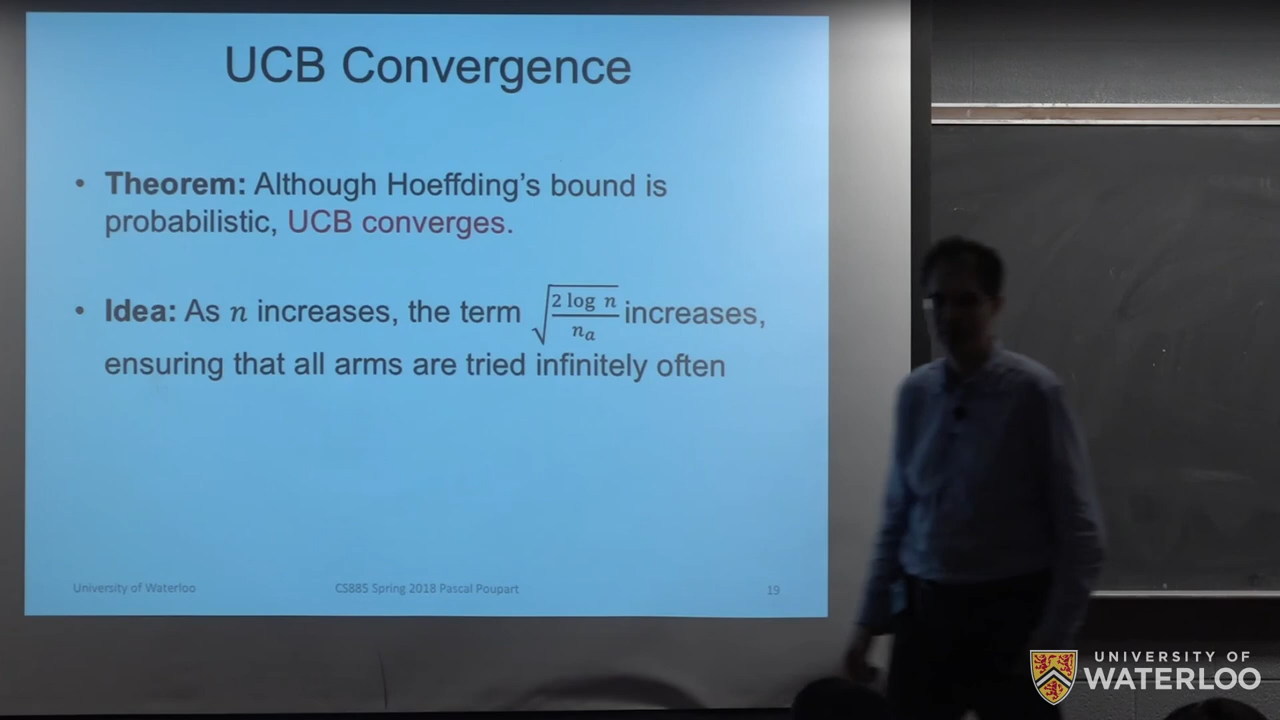 UCB Convergence
• Theorem: Although Hoeffding's bound is
probabilistic, UCB converges.
• Idea: As n increases, the term √(2 log n / nₐ) increases,
ensuring that all arms are tried infinitely often
University of Waterloo CS885 Spring 2018 Pascal Poupart 19
UNIVERSITY OF
WATERLOO